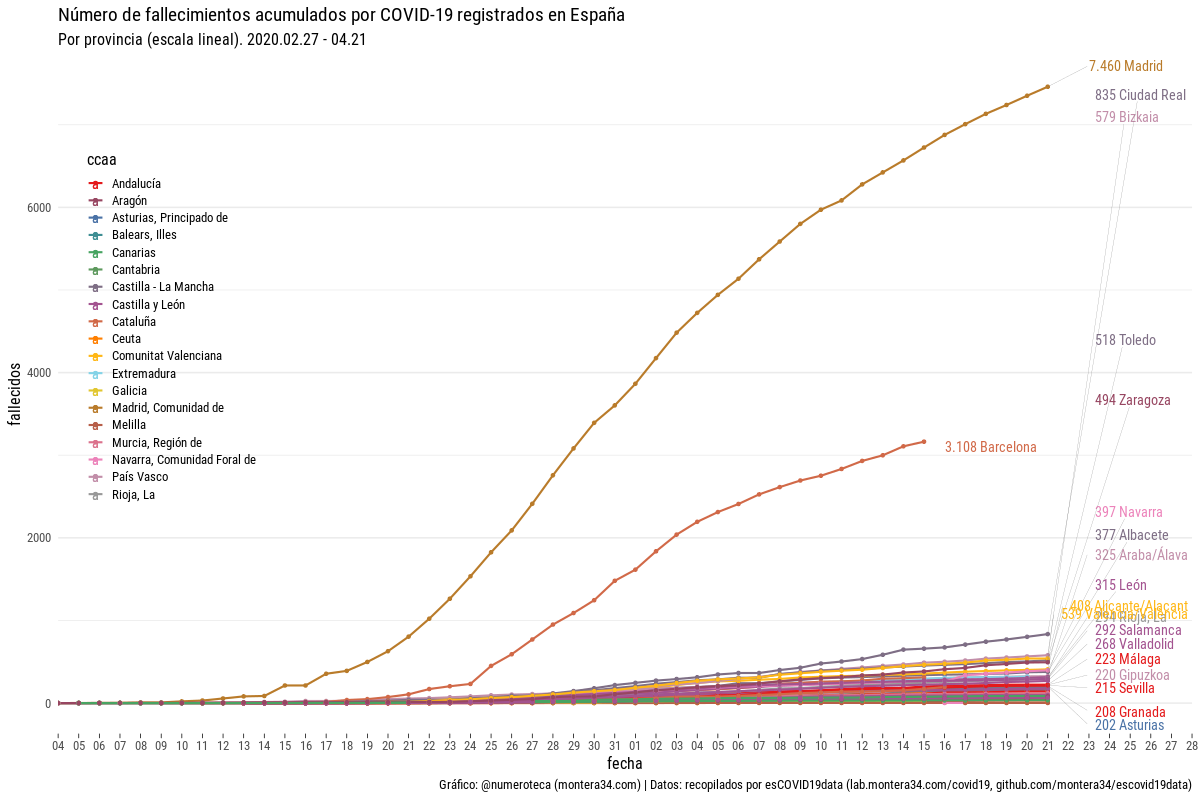 Número de fallecimientos acumulados por COVID-19 registrados en España
Por provincia (escala lineal). 2020.02.27 - 04.21
7.460 Madrid
835 Ciudad Real
579 Bizkaia
ccaa
Andalucía
Aragón
Asturias, Principado de
Balears, Illes
Canarias
Cantabria
Castilla - La Mancha
Castilla y León
Cataluña
Ceuta
Comunitat Valenciana
Extremadura
Galicia
Madrid, Comunidad de
Melilla
Murcia, Región de
Navarra, Comunidad Foral de
País Vasco
Rioja, La
6000
4000
2000
0
fallecidos
518 Toledo
494 Zaragoza
3.108 Barcelona
397 Navarra
377 Albacete
325 Araba/Álava
315 León
408 Alicante/Alacant
539 Valencia/València
294 Rioja, La
292 Salamanca
268 Valladolid
223 Málaga
220 Gipuzkoa
215 Sevilla
208 Granada
202 Asturias
04 05 06 07 08 09 10 11 12 13 14 15 16 17 18 19 20 21 22 23 24 25 26 27 28 29 30 31 01 02 03 04 05 06 07 08 09 10 11 12 13 14 15 16 17 18 19 20 21 22 23 24 25 26 27 28
fecha
Gráfico: @numeroteca (montera34.com) | Datos: recopilados por esCOVID19data (lab.montera34.com/covid19, github.com/montera34/escovid19data)